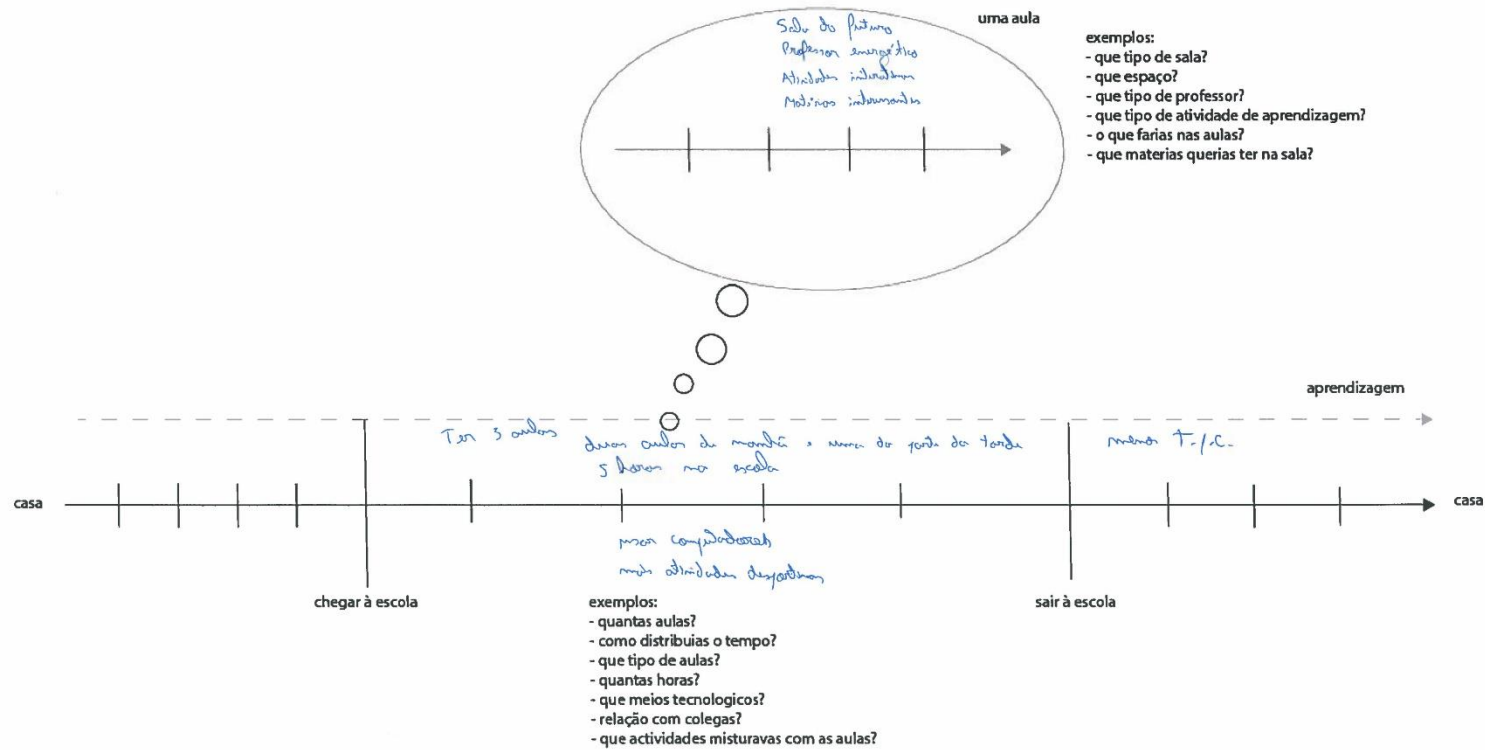 uma aula
Sala do futuro
Professor energético
Atividades interativas
Matérias interessantes
exemplos:
- que tipo de sala?
- que espaço?
- que tipo de professor?
- que tipo de atividade de aprendizagem?
- o que farias nas aulas?
- que materias querias ter na sala?
aprendizagem
Ter 3 aulas
duas aulas de manhã e uma da parte da tarde
5 horas na escola
menos T.P.C.
casa
casa
usar computadores
mais atividades desportivas
chegar à escola
sair à escola
exemplos:
- quantas aulas?
- como distribuias o tempo?
- que tipo de aulas?
- quantas horas?
- que meios tecnologicos?
- relação com colegas?
- que actividades misturavas com as aulas?